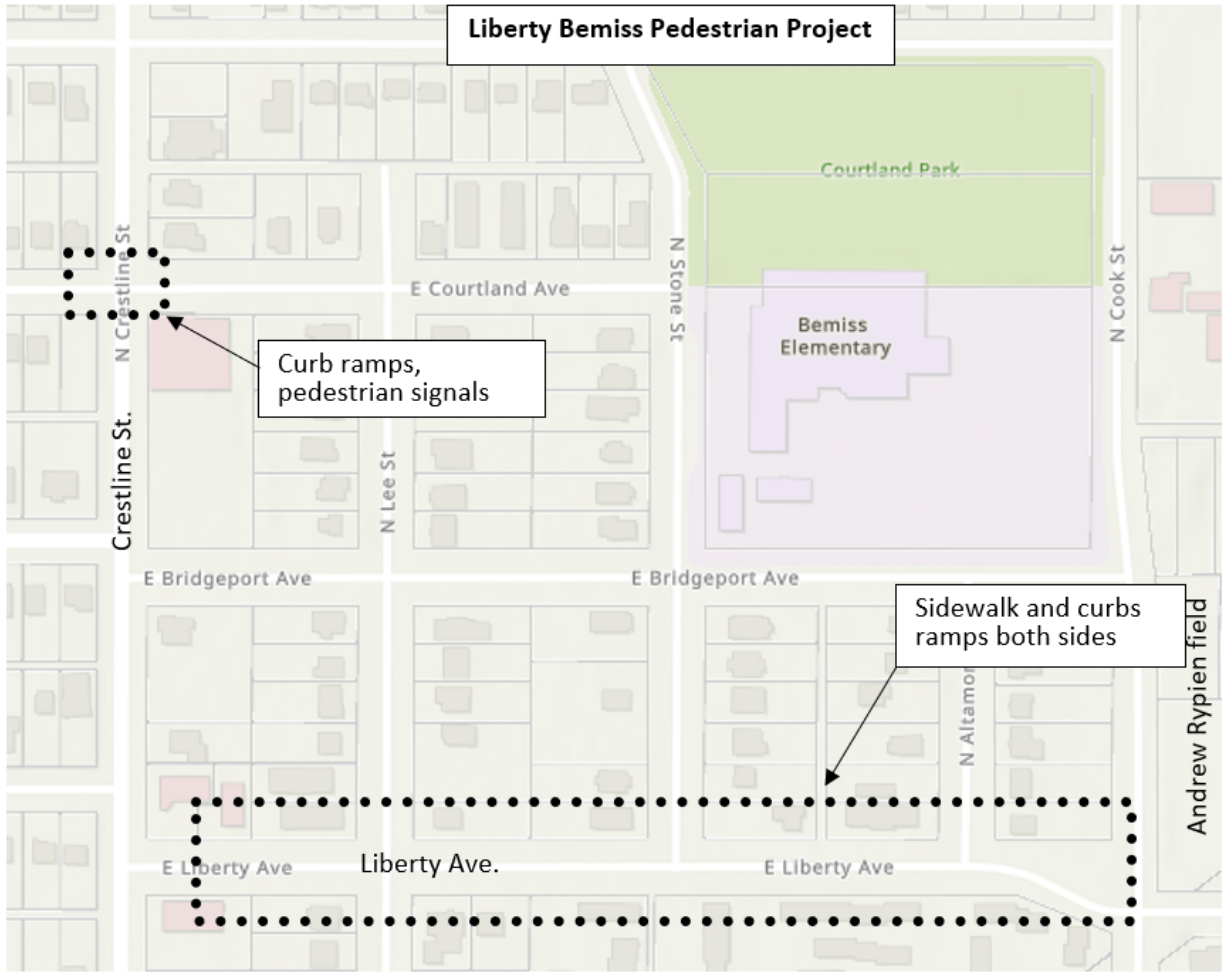 Liberty Bemiss Pedestrian Project
Courtland Park
N Crestline St
E Courtland Ave
N Stone St
N Cook St
Bemiss
Elementary
Curb ramps,
pedestrian signals
Crestline St.
N Lee St
E Bridgeport Ave
E Bridgeport Ave
Sidewalk and curbs
ramps both sides
N Altamon
Andrew Rypien field
E Liberty Ave
Liberty Ave.
E Liberty Ave